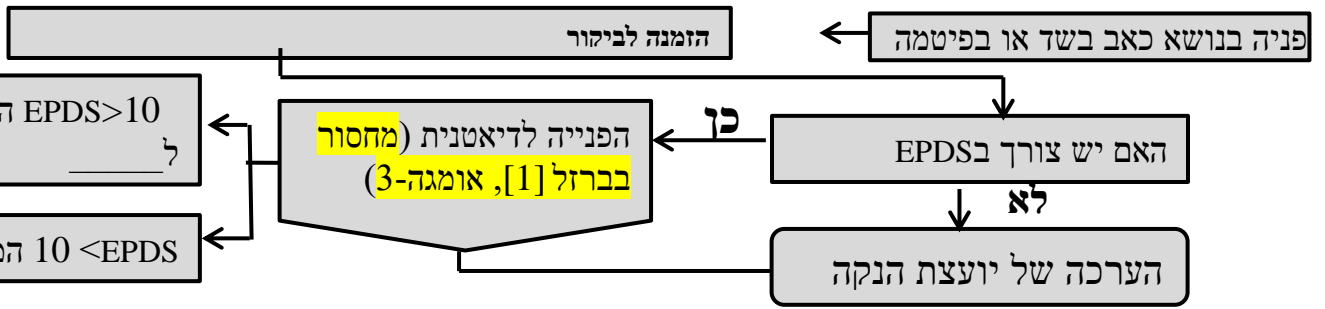 פניה בנושא כאב בשד או בפיטמה
הזמנה לביקור
האם יש צורך בEPDS
כן
לא
הפנייה לדיאטנית (מחסור
בברזל [1], אומגה-3)
EPDS>10
ל______
EPDS> 10
הערכה של יועצת הנקה